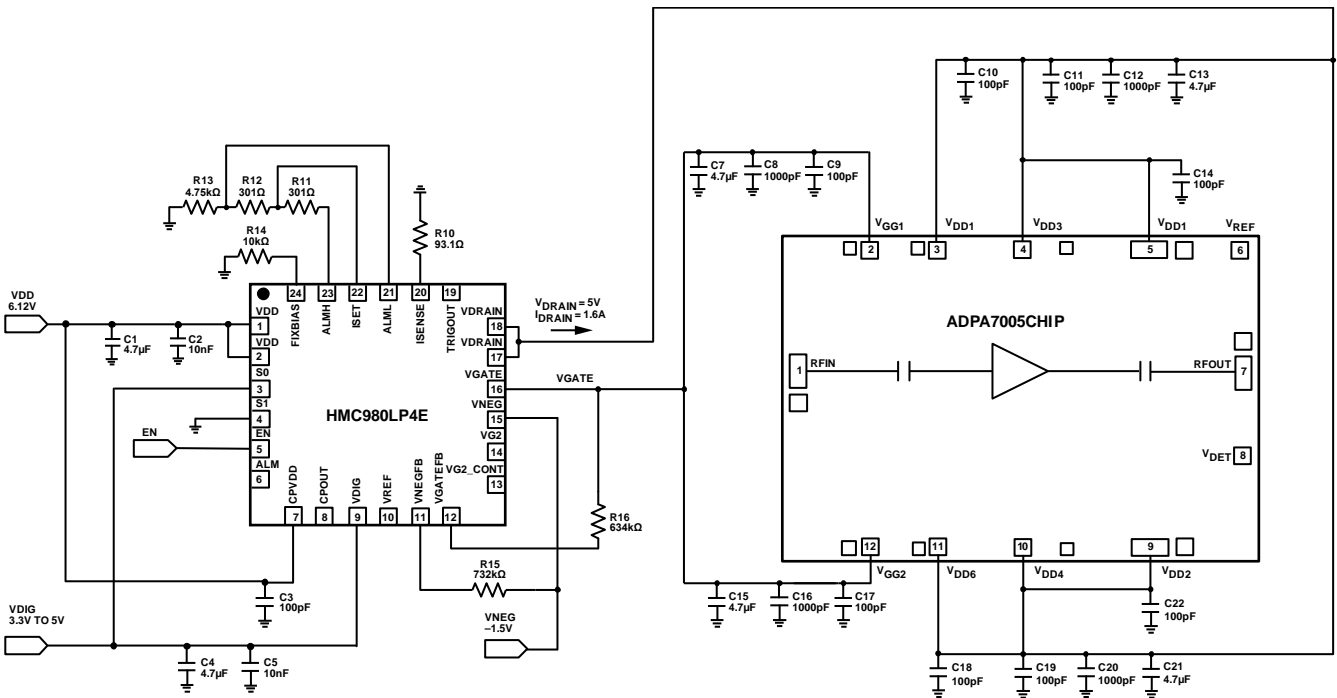 C10
100pF
C11
100pF
C12
1000pF
C13
4.7µF
C7
4.7µF
C8
1000pF
C9
100pF
C14
100pF
R13
4.75kΩ
R12
301Ω
R11
301Ω
R14
10kΩ
R10
93.1Ω
VDD
6.12V
C1
4.7µF
C2
10nF
VDD
1
VDD
2
S0
3
S1
4
EN
5
ALM
6
EN
24
23
22
21
20
19
FIXBIAS
ALMH
ISET
ALML
ISENSE
TRIGOUT
VDRAIN
18
VDRAIN
17
VGATE
16
VNEG
15
VG2
14
VG2_CONT
13
HMC980LP4E
CPVDD
CPOUT
VDIG
VREF
VNEGFB
VGATEFB
7
8
9
10
11
12
VDRAIN = 5V
IDRAIN = 1.6A
VGATE
R16
634kΩ
R15
732kΩ
C3
100pF
VDIG
3.3V TO 5V
C4
4.7µF
C5
10nF
VNEG
–1.5V
VGG1
VDD1
VDD3
VDD1
VREF
2
3
4
5
6
ADPA7005CHIP
1
RFIN
RFOUT
7
VDET
8
12
11
10
9
VGG2
VDD6
VDD4
VDD2
C15
4.7µF
C16
1000pF
C17
100pF
C22
100pF
C18
100pF
C19
100pF
C20
1000pF
C21
4.7µF